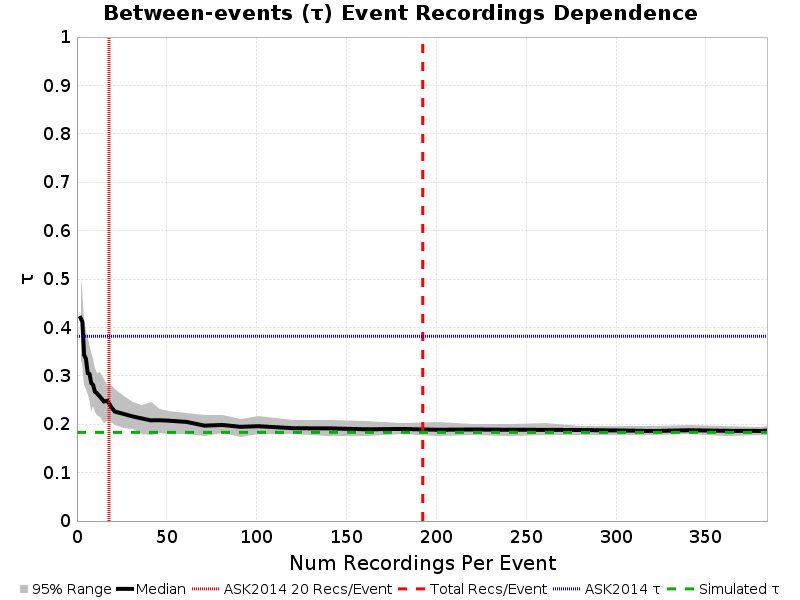 Between-events (τ) Event Recordings Dependence
1
0.9
0.8
0.7
0.6
0.5
0.4
0.3
0.2
0.1
0
τ
0 50 100 150 200 250 300 350
Num Recordings Per Event
95% Range Median ASK2014 20 Recs/Event Total Recs/Event ASK2014 τ Simulated τ